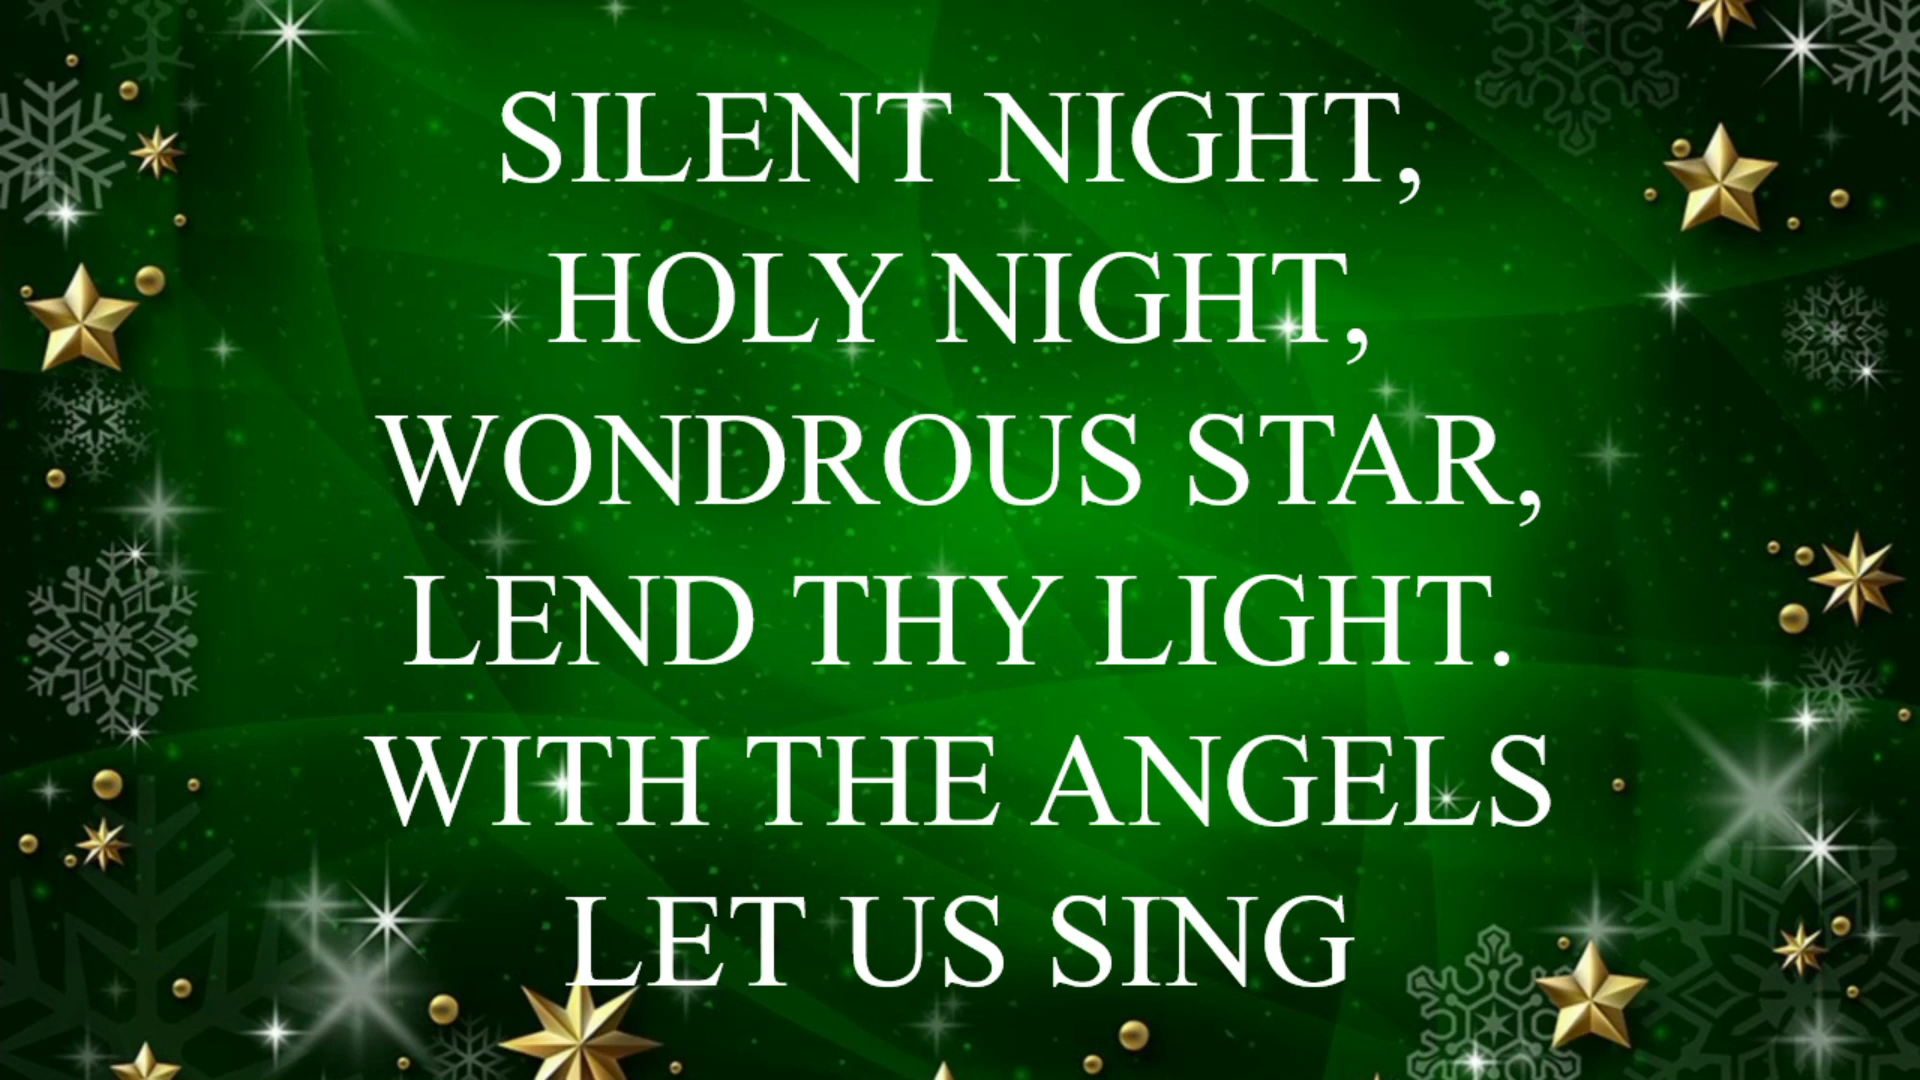 SILENT NIGHT,
HOLY NIGHT,
WONDROUS STAR,
LEND THY LIGHT.
WITH THE ANGELS
LET US SING